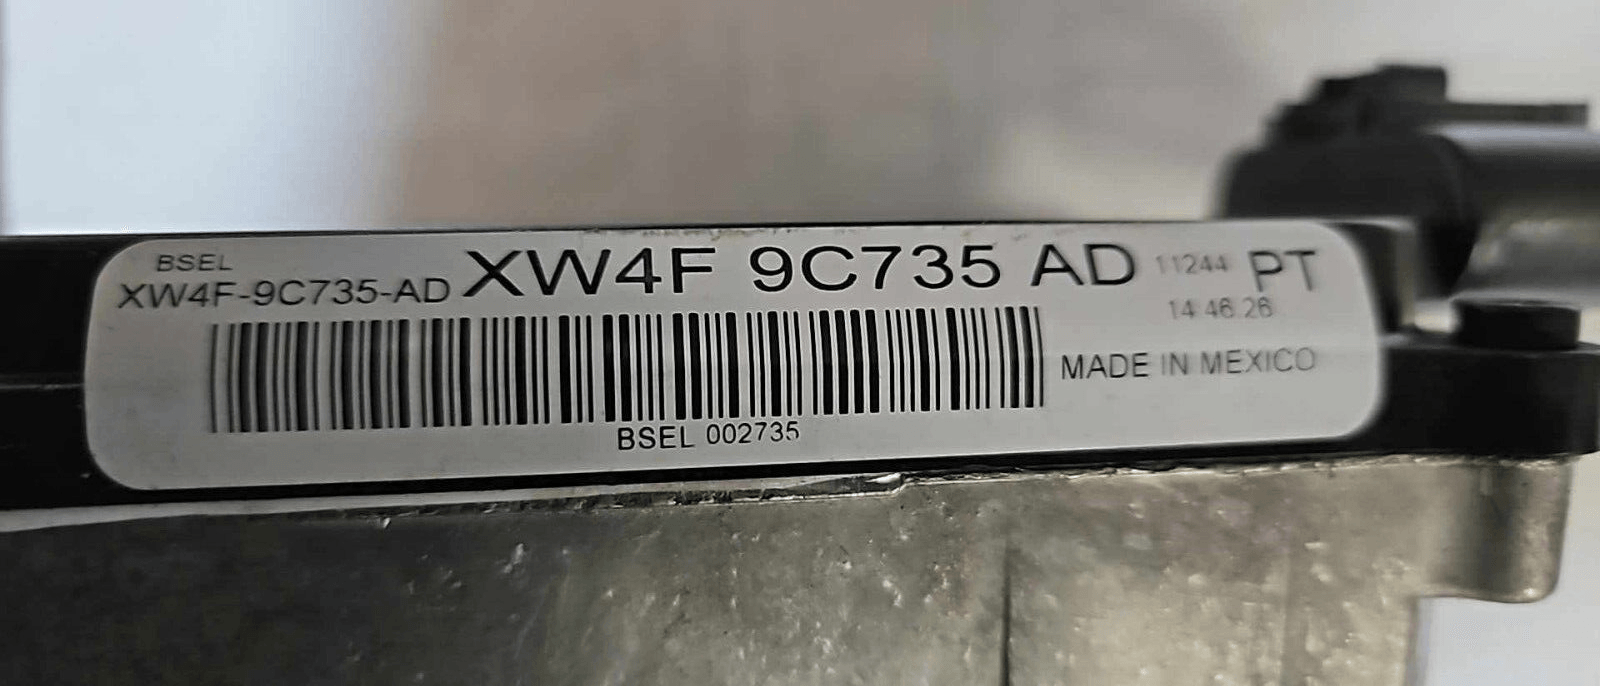 BSEL
XW4F-9C735-AD XW4F 9C735 AD 11244 PT
14 46.26
MADE IN MEXICO
BSEL 002735